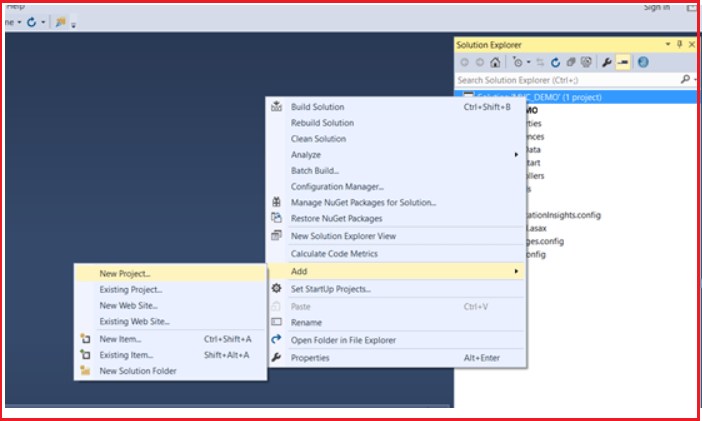 Help
Sign in
Solution Explorer
Search Solution Explorer (Ctrl+;)
Solution 'MVC_DEMO' (1 project)
Build Solution Ctrl+Shift+B
Rebuild Solution
Clean Solution
Analyze
Batch Build...
Configuration Manager...
Manage NuGet Packages for Solution...
Restore NuGet Packages
New Solution Explorer View
Calculate Code Metrics
Add
Set StartUp Projects...
Paste Ctrl+V
Rename
Open Folder in File Explorer
Properties Alt+Enter
New Project...
Existing Project...
New Web Site...
Existing Web Site...
New Item... Ctrl+Shift+A
Existing Item... Shift+Alt+A
New Solution Folder
MO
ties
nces
Data
tart
llers
s
ationInsights.config
l.asax
ges.config
onfig